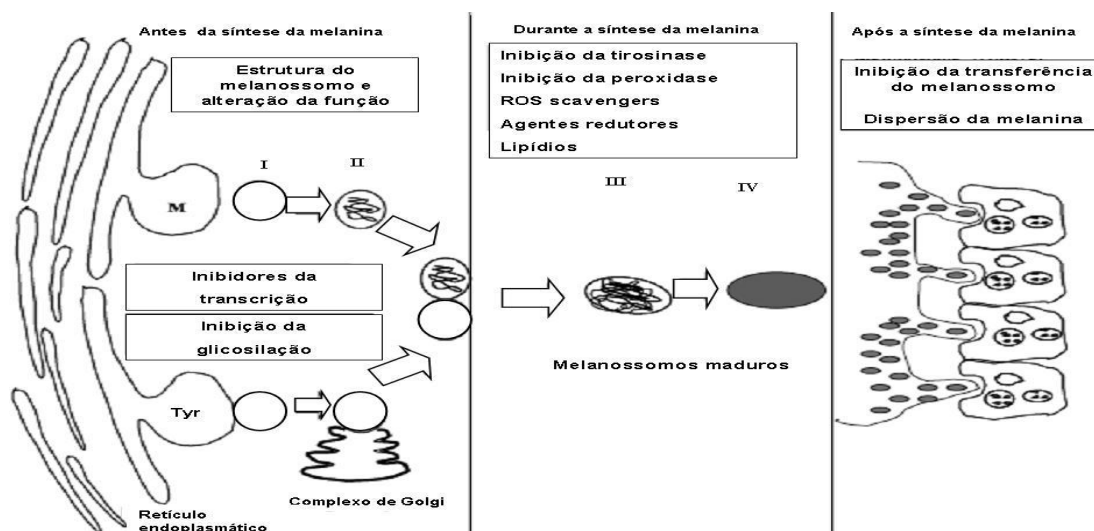 Antes da síntese da melanina
Estrutura do
melanossomo e
alteração da função
I
II
M
Inibidores da
transcrição
Inibição da
glicosilação
Tyr
Complexo de Golgi
Retículo
endoplasmático
Durante a síntese da melanina
Inibição da tirosinase
Inibição da peroxidase
ROS scavengers
Agentes redutores
Lipídios
III
IV
Melanossomos maduros
Após a síntese da melanina
Inibição da transferência
do melanossomo
Dispersão da melanina